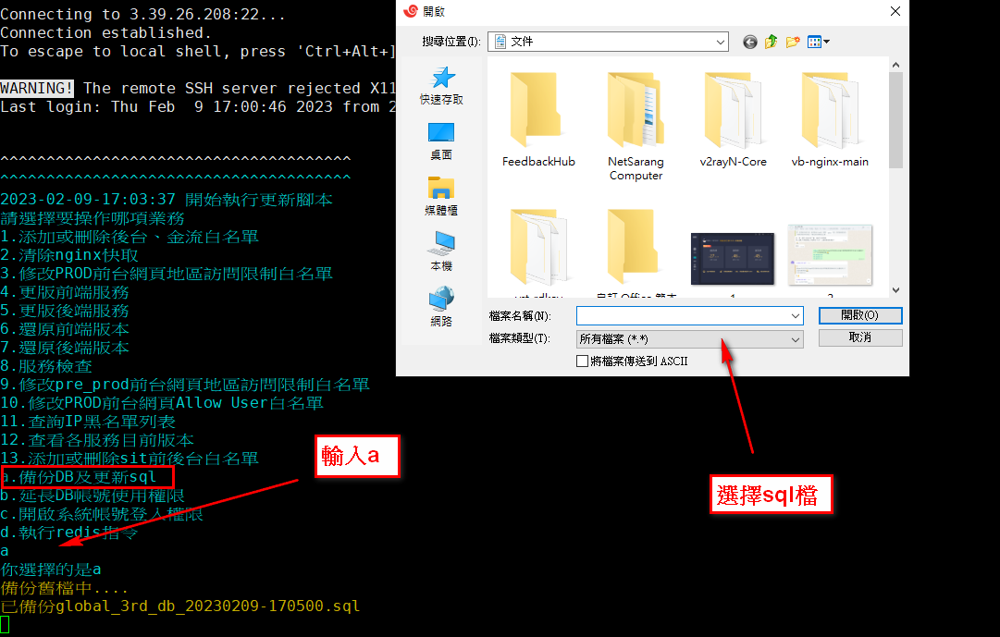 Connecting to 3.39.26.208:22...
Connection established.
To escape to local shell, press 'Ctrl+Alt+]
WARNING! The remote SSH server rejected X11
Last login: Thu Feb  9 17:00:46 2023 from 2
^^^^^^^^^^^^^^^^^^^^^^^^^^^^^^^^^^^^^^
^^^^^^^^^^^^^^^^^^^^^^^^^^^^^^^^^^^^^^
2023-02-09-17:03:37 開始執行更新腳本
請選擇要操作哪項業務
1.添加或刪除後台、金流白名單
2.清除nginx快取
3.修改PROD前台網頁地區訪問限制白名單
4.更版前端服務
5.更版後端服務
6.還原前端版本
7.還原後端版本
8.服務檢查
9.修改pre_prod前台網頁地區訪問限制白名單
10.修改PROD前台網頁Allow User白名單
11.查詢IP黑名單列表
12.查看各服務目前版本
13.添加或刪除sit前後台白名單
a.備份DB及更新sql
b.延長DB帳號使用權限
c.開啟系統帳號登入權限
d.執行redis指令
a
你選擇的是a
備份舊檔中....
已備份global_3rd_db_20230209-170500.sql
輸入a
開啟
搜尋位置(I):
文件
快速存取
桌面
媒體櫃
本機
網路
FeedbackHub
NetSarang Computer
v2rayN-Core
vb-nginx-main
檔案名稱(N):
開啟(O)
檔案類型(T):
所有檔案 (*.*)
取消
將檔案傳送到 ASCII
選擇sql檔